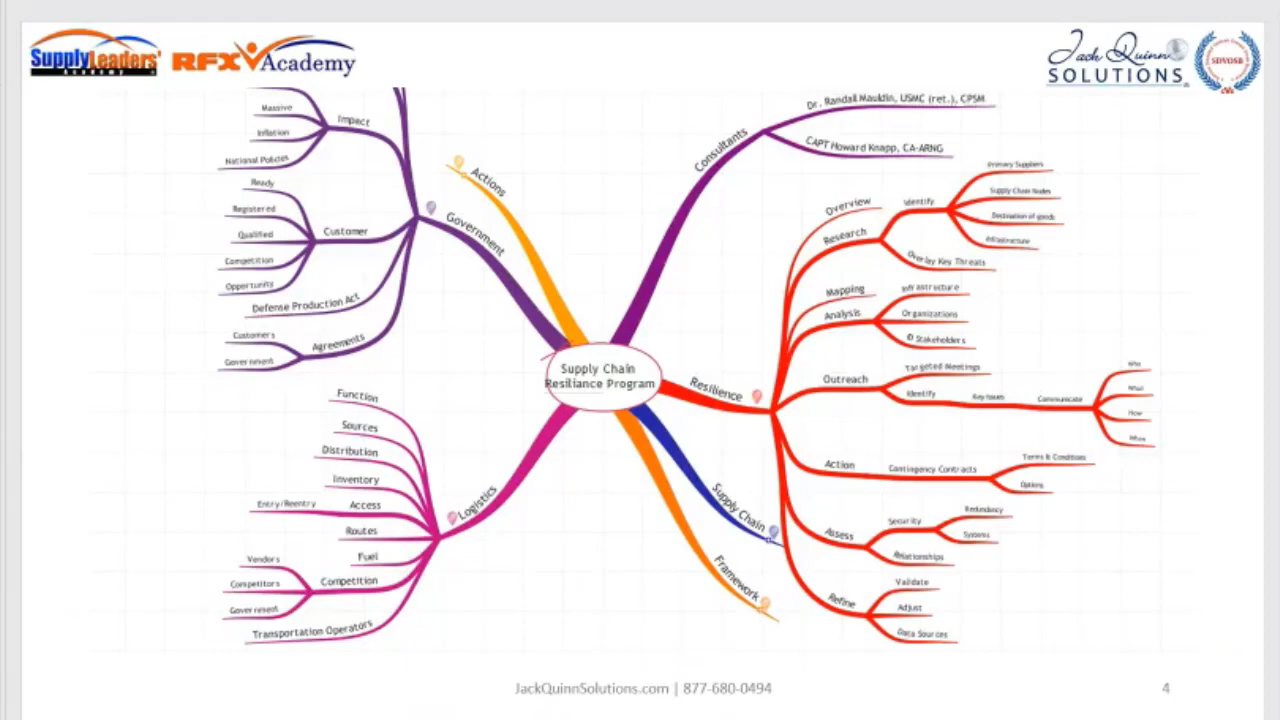 SupplyLeaders'
Academy
RFX Academy
Jack Quinn
SOLUTIONS
SDVOSB
Massive
Inflation
National Policies
Impact
Ready
Registered
Qualified
Competition
Opportunity
Customer
Defense Production Act
Customers
Government
Agreements
Government
Actions
Consultants
Dr. Randall Mauldin, USMC (ret.), CPSM
CAPT Howard Knapp, CA-ARNG
Supply Chain
Resiliance Program
Resilience
Overview
Research
Identify
Primary Suppliers
Supply Chain Nodes
Destination of goods
Infrastructure
Overlay Key Threats
Mapping
Analysis
Infrastructure
Organizations
ID Stakeholders
Outreach
Targeted Meetings
Identify
Key Issues
Communicate
Who
What
How
When
Action
Contingency Contracts
Terms & Conditions
Options
Assess
Security
Redundancy
Systems
Relationships
Refine
Validate
Adjust
Data Sources
Supply Chain
Framework
Logistics
Function
Sources
Distribution
Inventory
Entry/Reentry
Access
Routes
Fuel
Vendors
Competitors
Government
Competition
Transportation Operators
JackQuinnSolutions.com | 877-680-0494
4